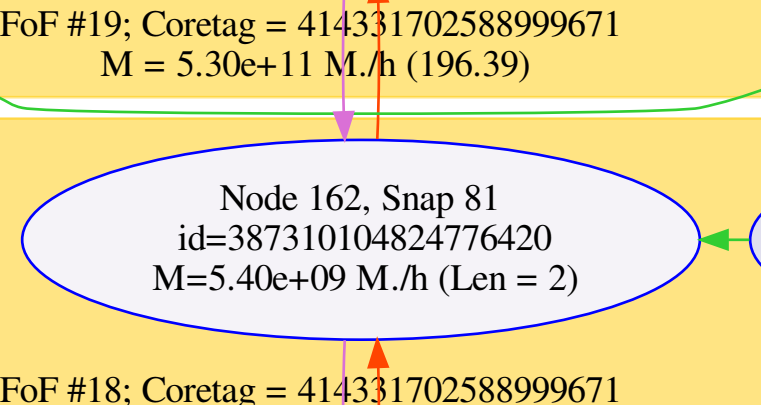 FoF #19; Coretag = 414331702588999671
M = 5.30e+11 M./h (196.39)
Node 162, Snap 81
id=387310104824776420
M=5.40e+09 M./h (Len = 2)
FoF #18; Coretag = 414331702588999671